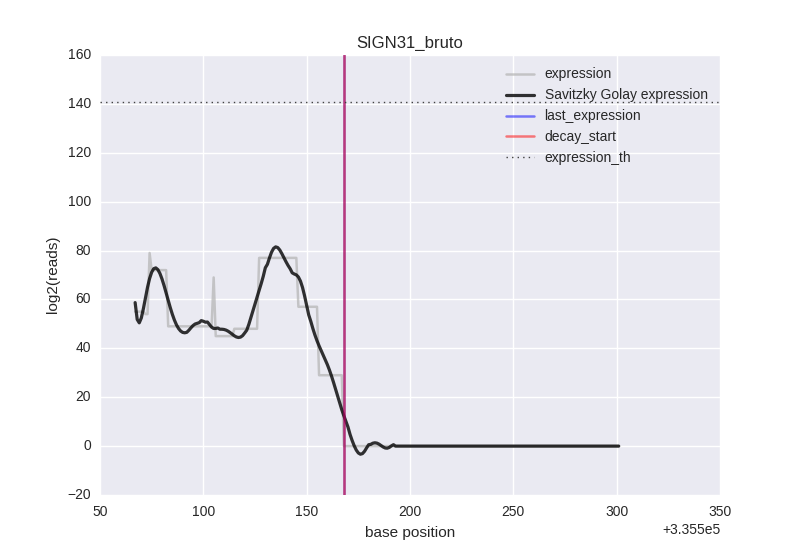 SIGN31_bruto
160
140
120
100
80
60
40
20
0
−20
log2(reads)
expression
Savitzky Golay expression
last_expression
decay_start
expression_th
50
100
150
200
250
300
350
+3.355e5
base position